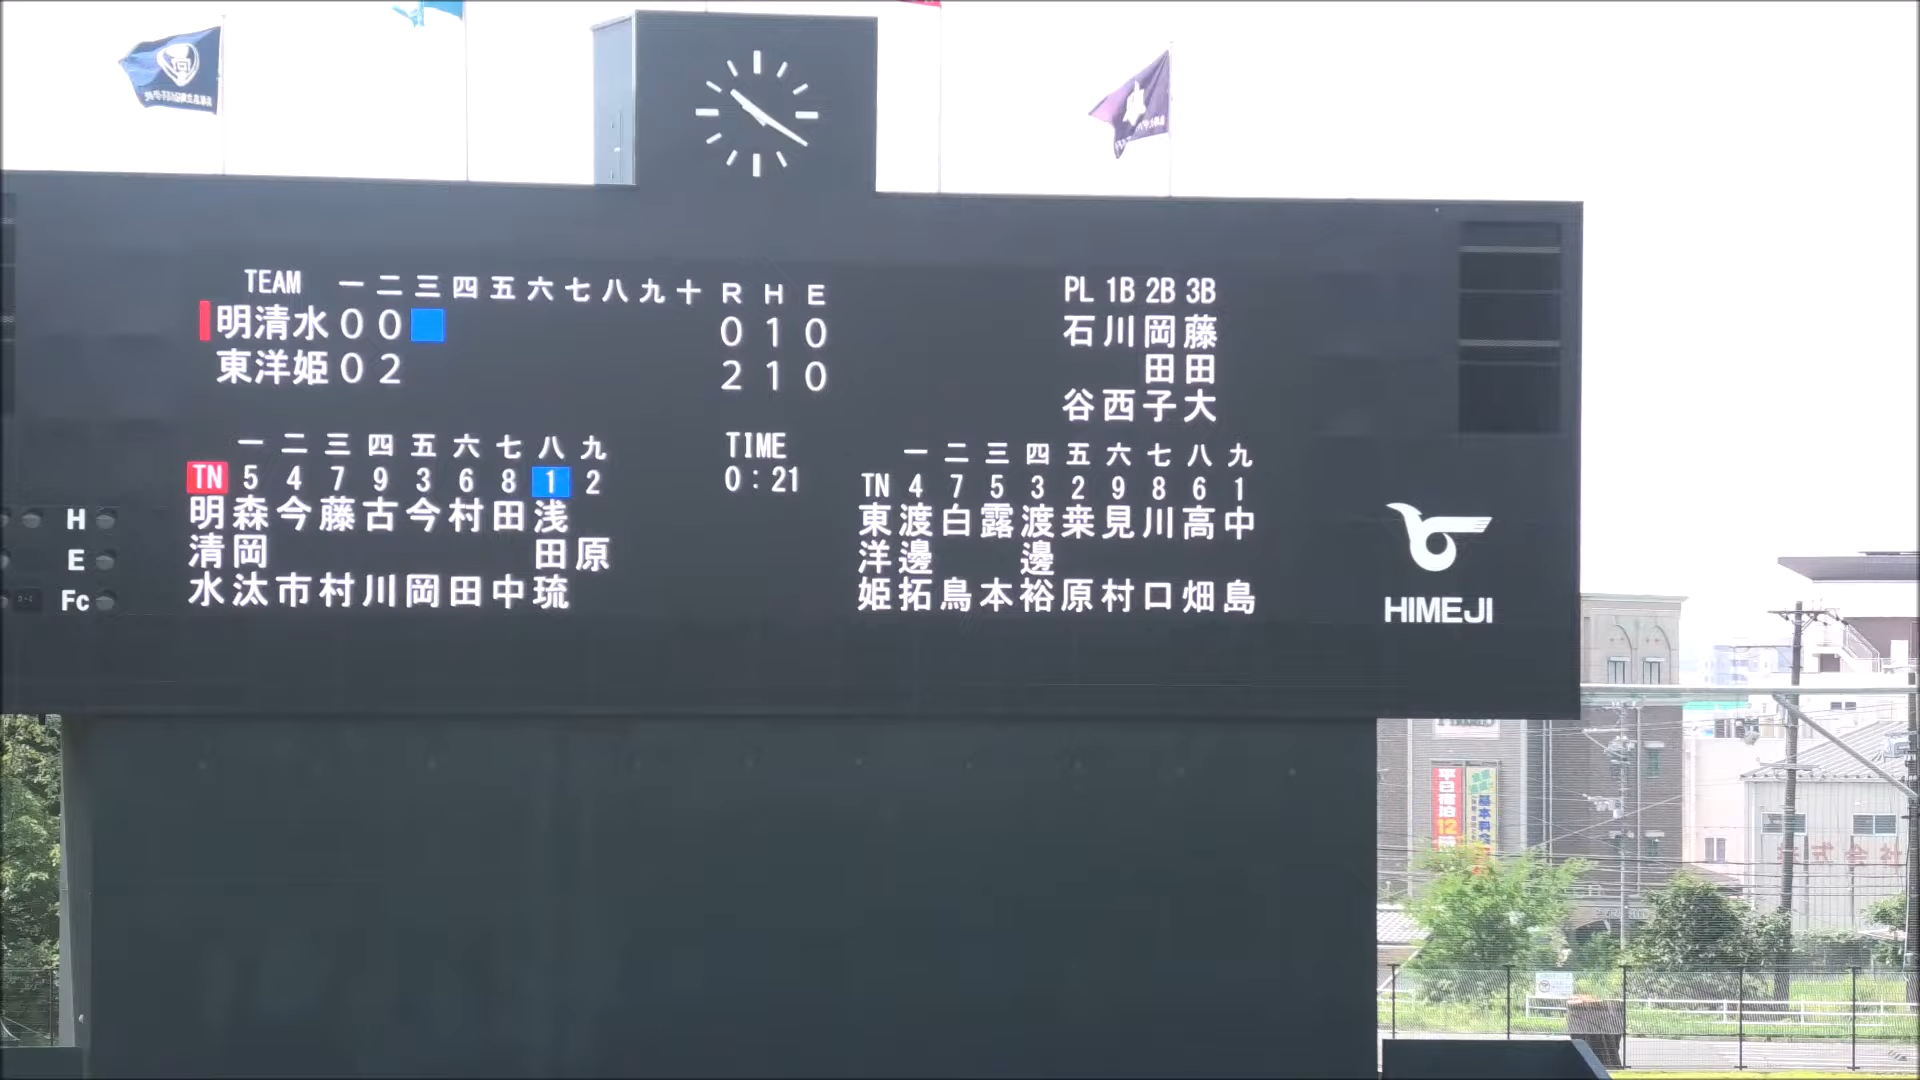 TEAM 一 二 三 四 五 六 七 八 九 十 R H E
明清水 0 0 0 1 0
東洋姫 0 2 2 1 0
PL 1B 2B 3B
石 川 岡 藤
田 田
谷 西 子 大
一 二 三 四 五 六 七 八 九
TN 5 4 7 9 3 6 8 1 2
明 森 今 藤 古 今 村 田 浅
清 岡 田 原
水 汰 市 村 川 岡 田 中 琉
TIME
0:21
一 二 三 四 五 六 七 八 九
TN 4 7 5 3 2 9 8 6 1
東 渡 白 露 渡 桒 見 川 高 中
洋 邊 邊
姫 拓 鳥 本 裕 原 村 口 畑 島
H
E
Fc
HIMEJI